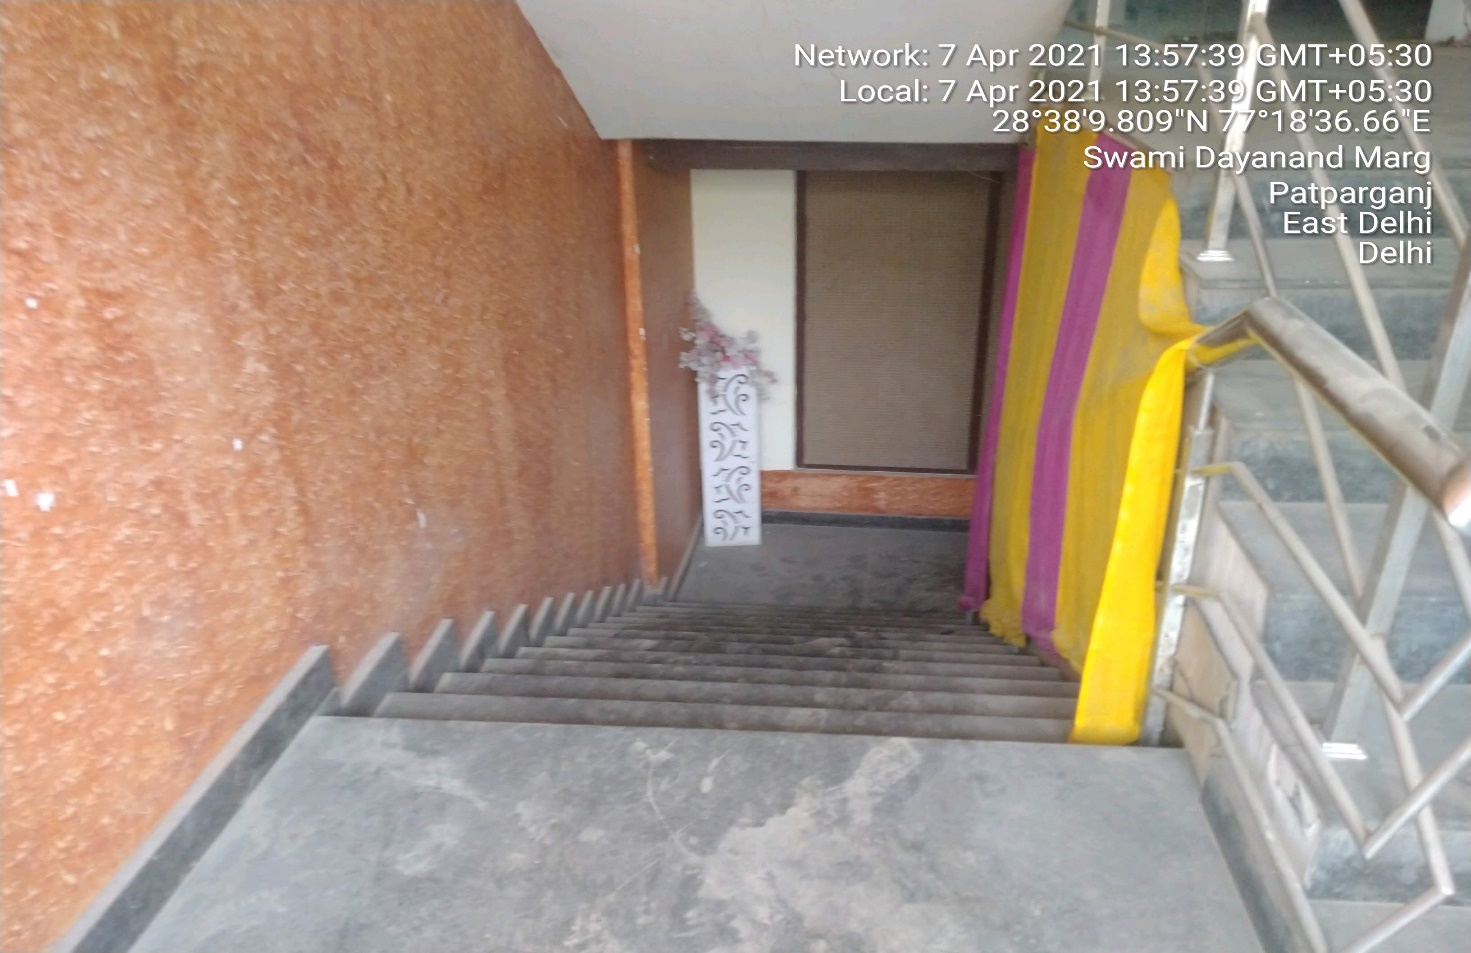 Network: 7 Apr 2021 13:57:39 GMT+05:30
Local: 7 Apr 2021 13:57:39 GMT+05:30
28°38'9.809"N 77°18'36.66"E
Swami Dayanand Marg
Patparganj
East Delhi
Delhi